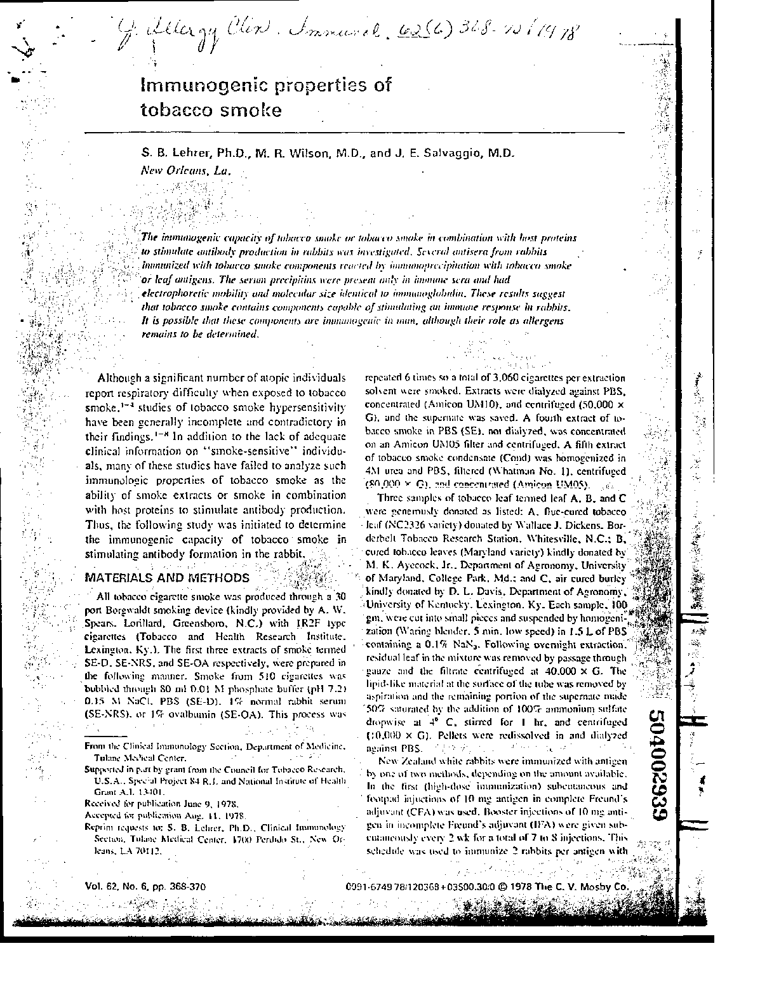 J. Allergy Clin. Immunol. 62(6) 368-70 / 1978
Immunogenic properties of
tobacco smoke
S. B. Lehrer, Ph.D., M. R. Wilson, M.D., and J. E. Salvaggio, M.D.
New Orleans, La.
The immunogenic capacity of tobacco smoke or tobacco smoke in combination with host proteins
to stimulate antibody production in rabbits was investigated. Several antisera from rabbits
immunized with tobacco smoke components reacted by immunoprecipitation with tobacco smoke
or leaf antigens. The serum precipitins were present only in immune sera and had
electrophoretic mobility and molecular size identical to immunoglobulin. These results suggest
that tobacco smoke contains components capable of stimulating an immune response in rabbits.
It is possible that these components are immunogenic in man, although their role as allergens
remains to be determined.
Although a significant number of atopic individuals
report respiratory difficulty when exposed to tobacco
smoke, studies of tobacco smoke hypersensitivity
have been generally incomplete and contradictory in
their findings. In addition to the lack of adequate
clinical information on "smoke-sensitive" individu-
als, many of these studies have failed to analyze such
immunologic properties of tobacco smoke as the
ability of smoke extracts or smoke in combination
with host proteins to stimulate antibody production.
Thus, the following study was initiated to determine
the immunogenic capacity of tobacco smoke in
stimulating antibody formation in the rabbit.
MATERIALS AND METHODS
All tobacco cigarette smoke was produced through a 30
port Borgwaldt smoking device (kindly provided by A. W.
Spears, Lorillard, Greensboro, N.C.) with 1R2F type
cigarettes (Tobacco and Health Research Institute,
Lexington, Ky.). The first three extracts of smoke termed
SE-D, SE-NRS, and SE-OA respectively, were prepared in
the following manner. Smoke from 510 cigarettes was
bubbled through 80 ml 0.01 M phosphate buffer (pH 7.2)
0.15 M NaCl, PBS (SE-D), 1% normal rabbit serum
(SE-NRS), or 1% ovalbumin (SE-OA). This process was
From the Clinical Immunology Section, Department of Medicine,
Tulane Medical Center.
Supported in part by grant from the Council for Tobacco Research,
U.S.A., Special Project 84 R.I. and National Institute of Health
Grant A.I. 13401.
Received for publication June 9, 1978.
Accepted for publication Aug. 11, 1978.
Reprint requests to: S. B. Lehrer, Ph.D., Clinical Immunology
Section, Tulane Medical Center, 1700 Perdido St., New Or-
leans, LA 70112.
repeated 6 times so a total of 3,060 cigarettes per extraction
solvent were smoked. Extracts were dialyzed against PBS,
concentrated (Amicon UM10), and centrifuged (50,000 ×
G), and the supernate was saved. A fourth extract of to-
bacco smoke in PBS (SE), not dialyzed, was concentrated
on an Amicon UM05 filter and centrifuged. A fifth extract
of tobacco smoke condensate (Cond) was homogenized in
4M urea and PBS, filtered (Whatman No. 1), centrifuged
(80,000 × G), and concentrated (Amicon UM05).
Three samples of tobacco leaf termed leaf A, B, and C
were generously donated as listed: A, flue-cured tobacco
leaf (NC2326 variety) donated by Wallace J. Dickens, Bor-
derbelt Tobacco Research Station, Whitesville, N.C.; B,
cured tobacco leaves (Maryland variety) kindly donated by
M. K. Aycock, Jr., Department of Agronomy, University
of Maryland, College Park, Md.; and C, air cured burley
kindly donated by D. L. Davis, Department of Agronomy,
University of Kentucky, Lexington, Ky. Each sample, 100
gm, were cut into small pieces and suspended by homogeni-
zation (Waring blender, 5 min, low speed) in 1.5 L of PBS
containing a 0.1% NaN₃. Following overnight extraction,
residual leaf in the mixture was removed by passage through
gauze and the filtrate centrifuged at 40,000 × G. The
lipid-like material at the surface of the tube was removed by
aspiration and the remaining portion of the supernate made
50% saturated by the addition of 100% ammonium sulfate
dropwise at 4° C, stirred for 1 hr, and centrifuged
(10,000 × G). Pellets were redissolved in and dialyzed
against PBS.
New Zealand white rabbits were immunized with antigen
by one of two methods, depending on the amount available.
In the first (high-dose immunization) subcutaneous and
footpad injections of 10 mg antigen in complete Freund's
adjuvant (CFA) was used. Booster injections of 10 mg anti-
gen in incomplete Freund's adjuvant (IFA) were given sub-
cutaneously every 2 wk for a total of 7 to 8 injections. This
schedule was used to immunize 2 rabbits per antigen with
504002939
Vol. 62, No. 6, pp. 368-370
0091-6749/78/120368+03$00.30/0 © 1978 The C. V. Mosby Co.